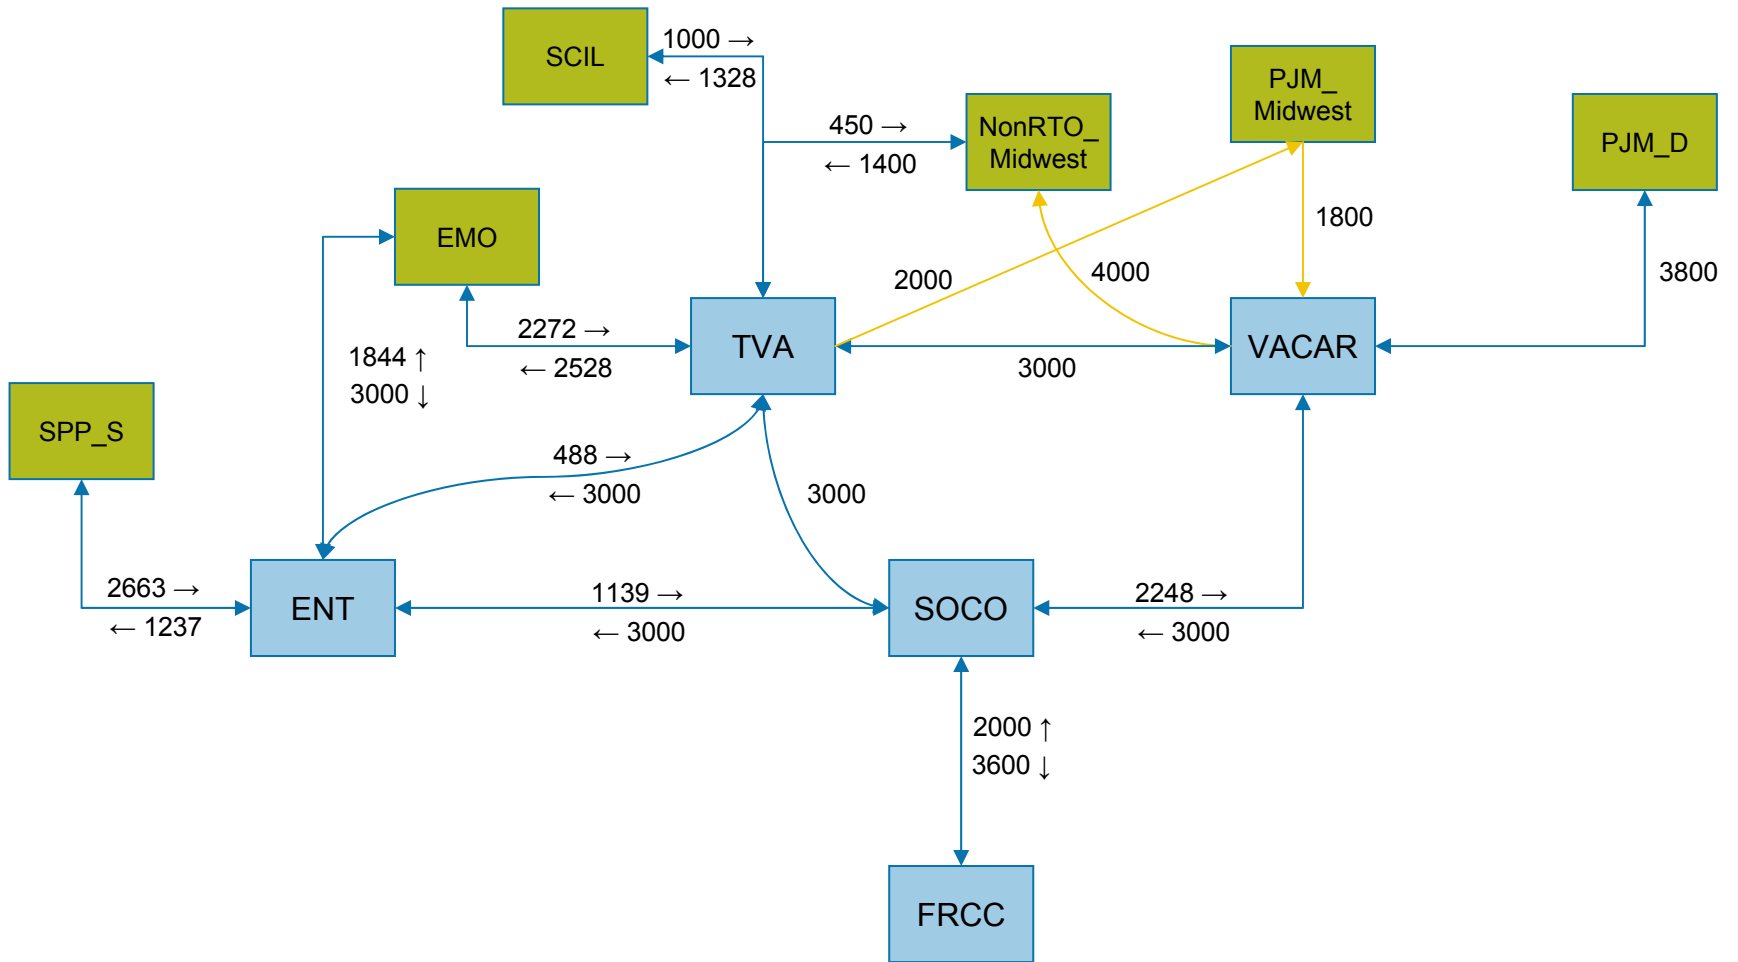 SCIL
1000 →
← 1328
PJM_
Midwest
450 →
← 1400
NonRTO_
Midwest
PJM_D
EMO
1800
2000
4000
3800
2272 →
← 2528
TVA
3000
VACAR
1844 ↑
3000 ↓
SPP_S
488 →
← 3000
3000
2663 →
← 1237
ENT
1139 →
← 3000
SOCO
2248 →
← 3000
2000 ↑
3600 ↓
FRCC